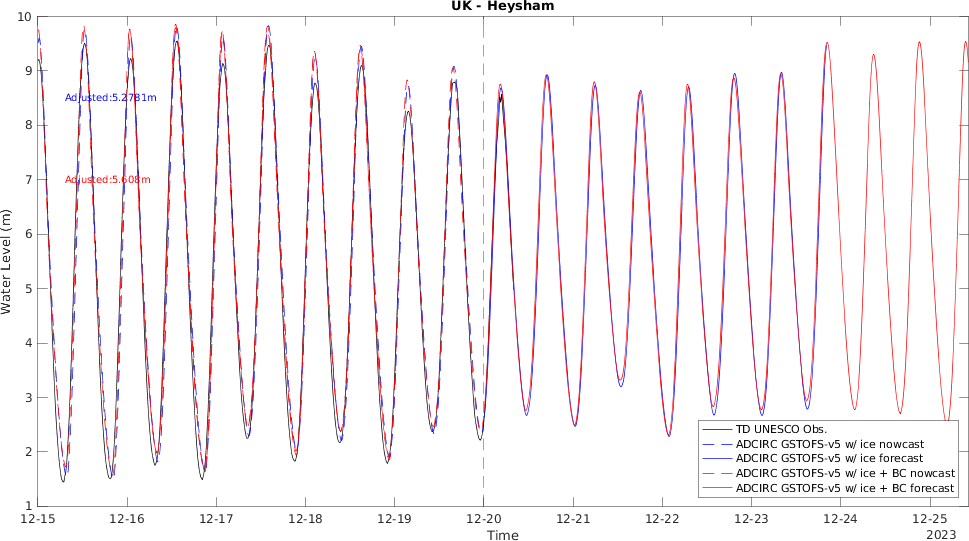 UK - Heysham
10
9
8
7
6
5
4
3
2
1
Water Level (m)
Adjusted:5.2781m
Adjusted:5.608m
TD UNESCO Obs.
ADCIRC GSTOFS-v5 w/ ice nowcast
ADCIRC GSTOFS-v5 w/ ice forecast
ADCIRC GSTOFS-v5 w/ ice + BC nowcast
ADCIRC GSTOFS-v5 w/ ice + BC forecast
12-15 12-16 12-17 12-18 12-19 12-20 12-21 12-22 12-23 12-24 12-25
Time
2023